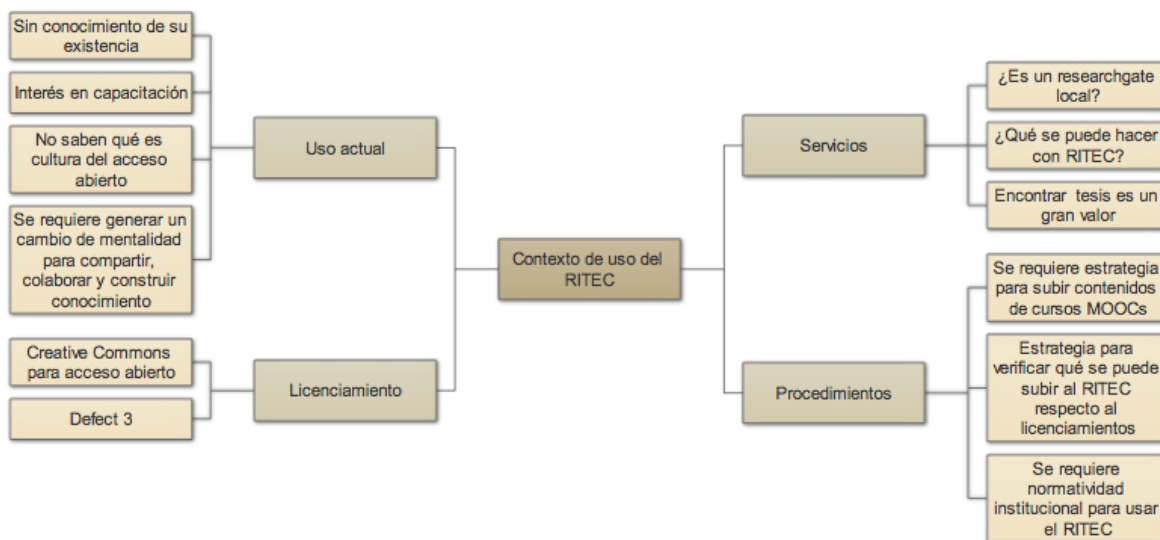 Sin conocimiento de su
existencia
Interés en capacitación
No saben qué es
cultura del acceso
abierto
Se requiere generar un
cambio de mentalidad
para compartir,
colaborar y construir
conocimiento
Uso actual
Creative Commons
para acceso abierto
Defect 3
Licenciamiento
Contexto de uso del
RITEC
Servicios
¿Es un researchgate
local?
¿Qué se puede hacer
con RITEC?
Encontrar tesis es un
gran valor
Procedimientos
Se requiere estrategia
para subir contenidos
de cursos MOOCs
Estrategia para
verificar qué se puede
subir al RITEC
respecto al
licenciamientos
Se requiere
normatividad
institucional para usar
el RITEC